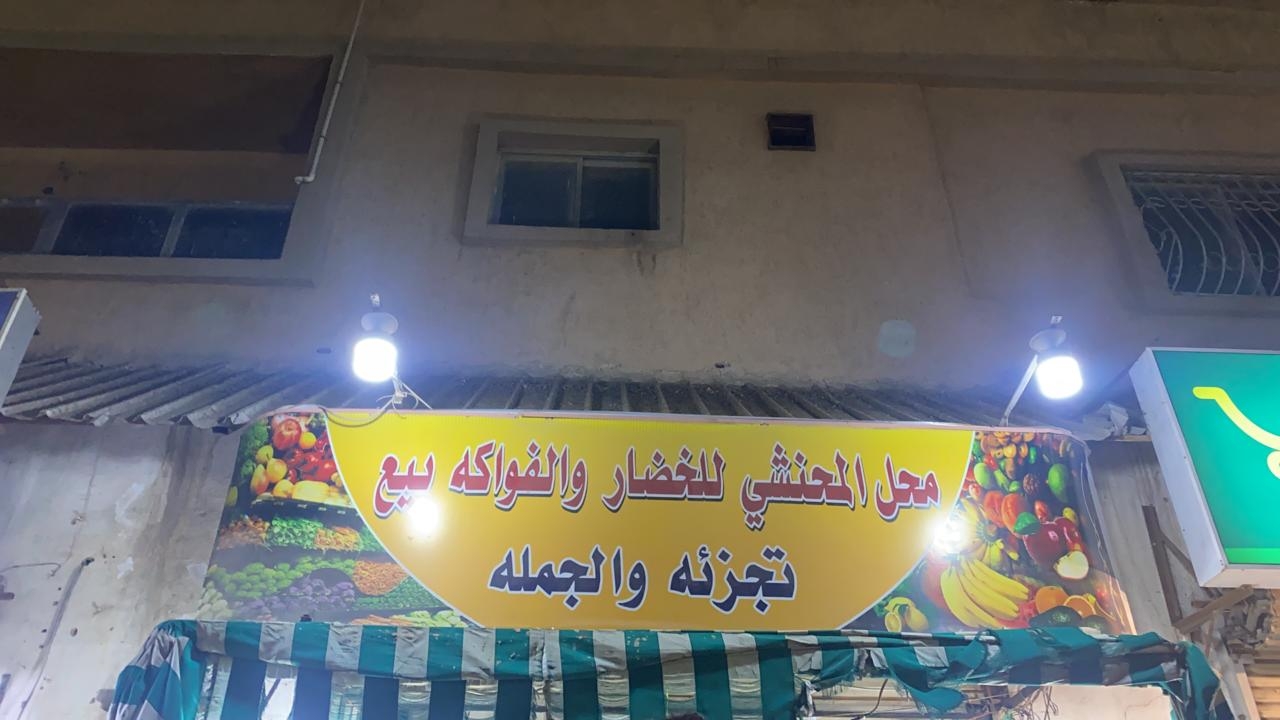 محل المحنشي للخضار والفواكه بيع
تجزئه والجمله